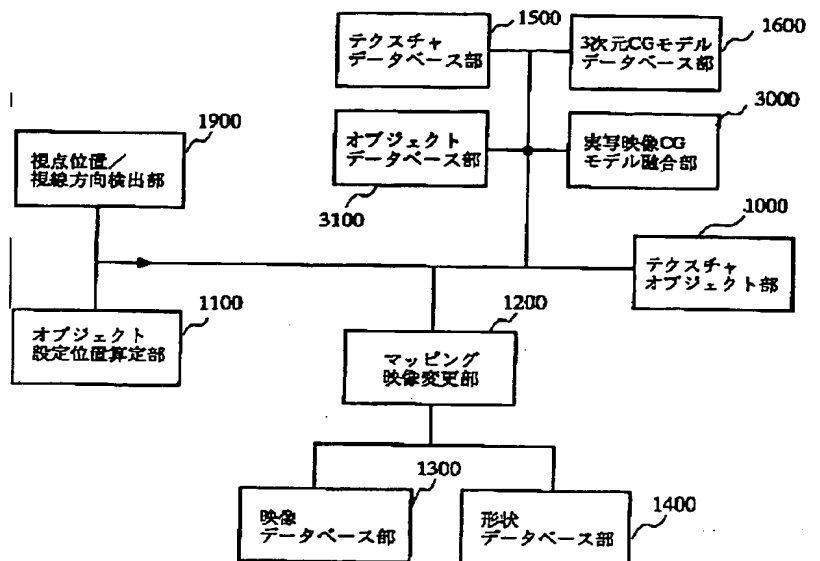 1500
テクスチャ
データベース部
1600
3次元CGモデル
データベース部
1900
視点位置/
視線方向検出部
オブジェクト
データベース部
3100
3000
実写映像CG
モデル融合部
1000
テクスチャ
オブジェクト部
1100
オブジェクト
設定位置算定部
1200
マッピング
映像変更部
1300
映像
データベース部
1400
形状
データベース部